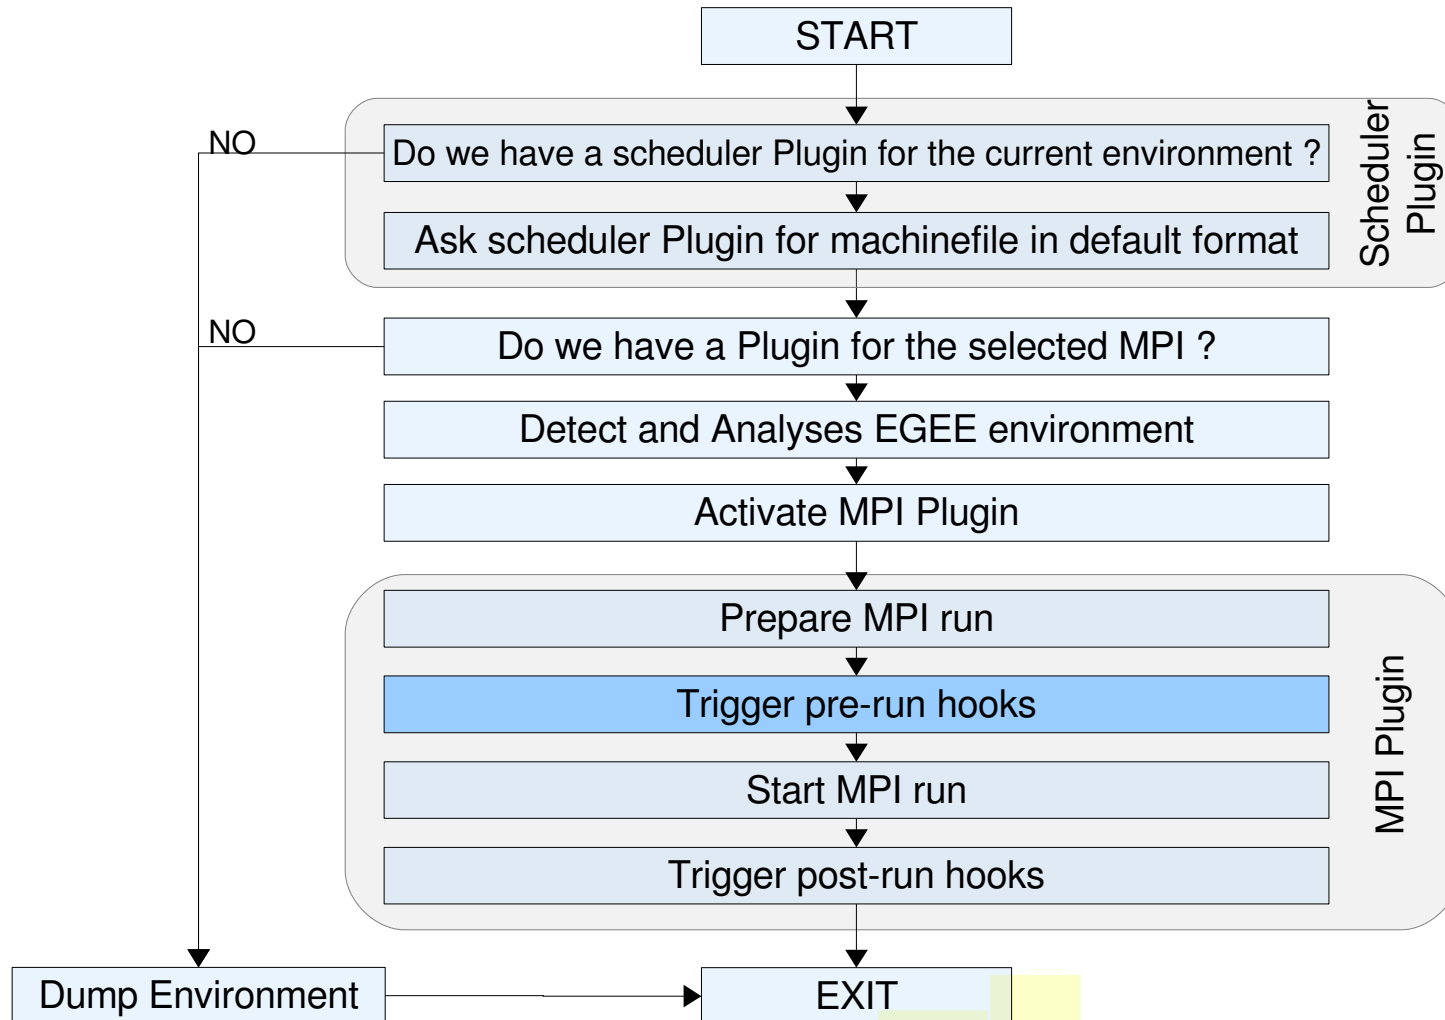 START
NO
Do we have a scheduler Plugin for the current environment ?
Ask scheduler Plugin for machinefile in default format
Scheduler
Plugin
NO
Do we have a Plugin for the selected MPI ?
Detect and Analyses EGEE environment
Activate MPI Plugin
Prepare MPI run
Trigger pre-run hooks
Start MPI run
Trigger post-run hooks
MPI Plugin
Dump Environment
EXIT